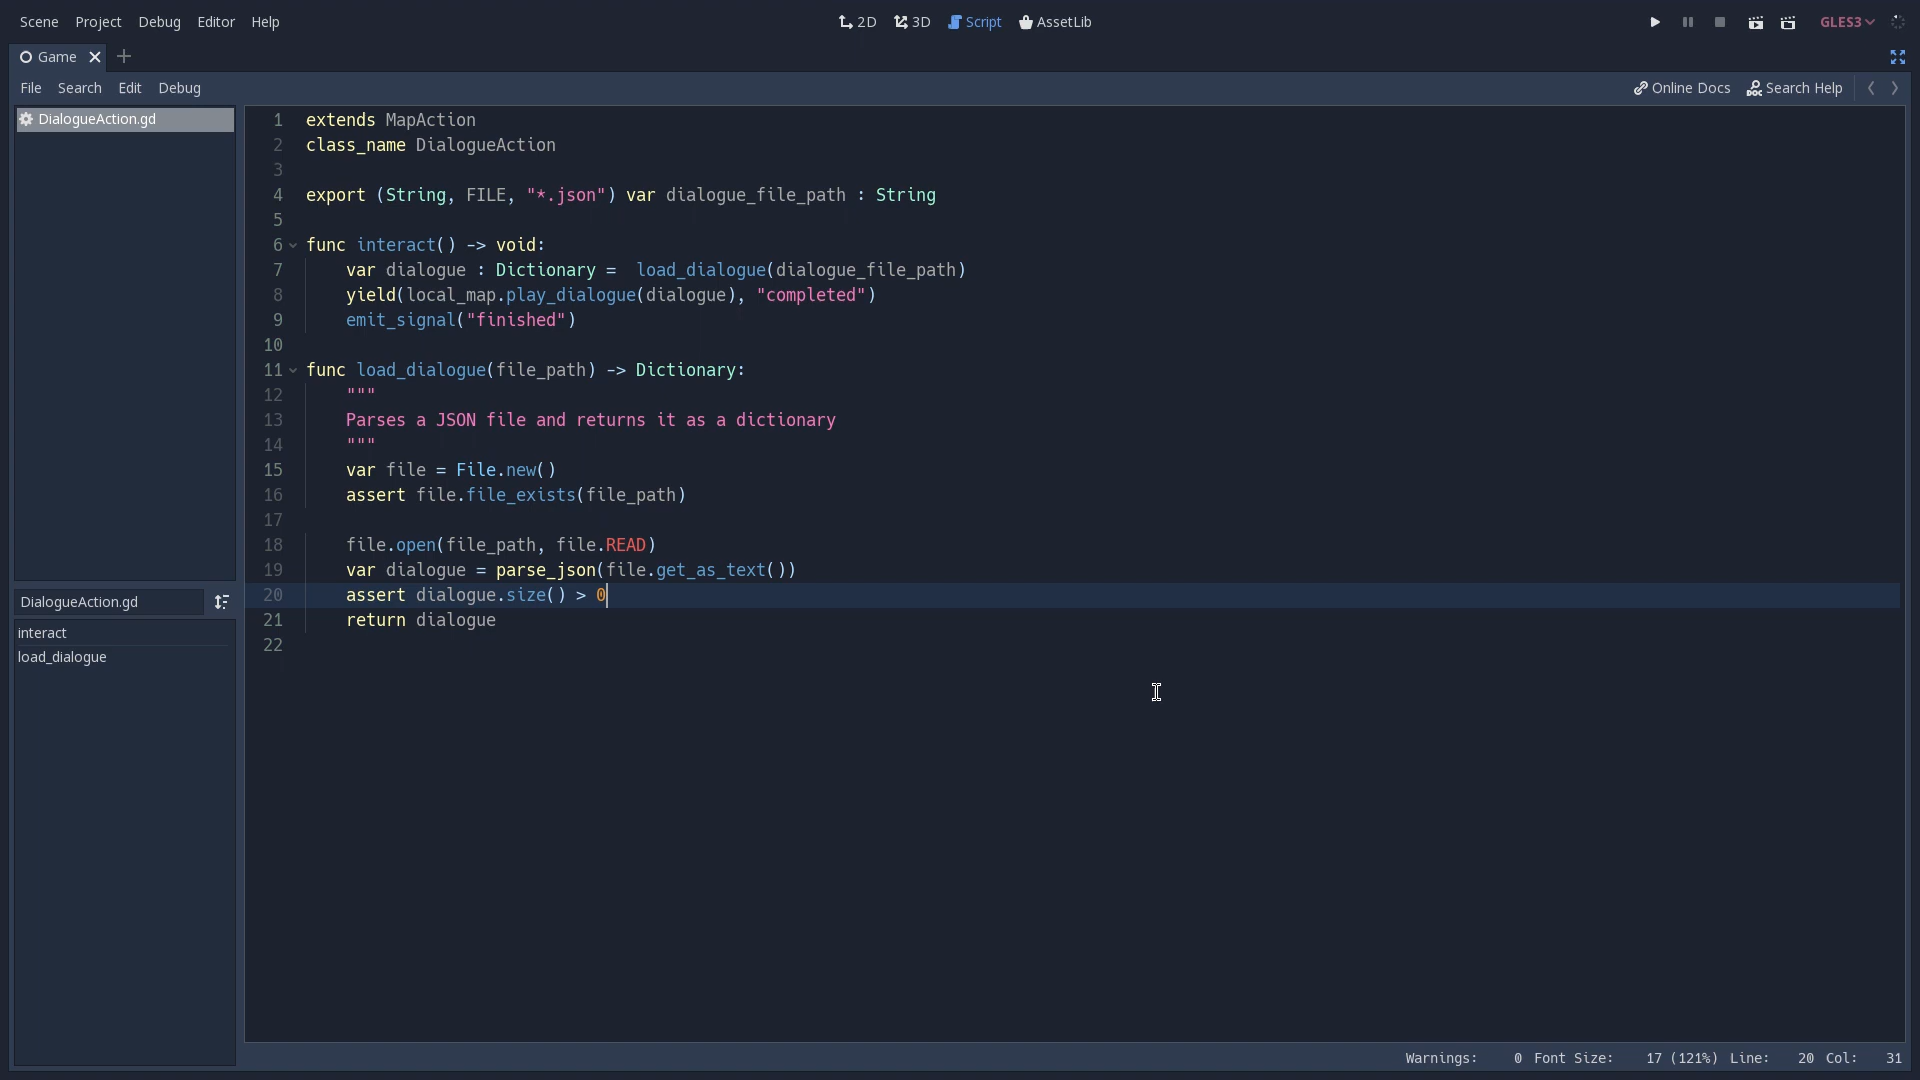 Scene Project Debug Editor Help 2D 3D Script AssetLib GLES3
Game
File Search Edit Debug Online Docs Search Help
DialogueAction.gd
1 extends MapAction
2 class_name DialogueAction
3
4 export (String, FILE, "*.json") var dialogue_file_path : String
5
6 func interact() -> void:
7 var dialogue : Dictionary =  load_dialogue(dialogue_file_path)
8 yield(local_map.play_dialogue(dialogue), "completed")
9 emit_signal("finished")
10
11 func load_dialogue(file_path) -> Dictionary:
12 """
13 Parses a JSON file and returns it as a dictionary
14 """
15 var file = File.new()
16 assert file.file_exists(file_path)
17
18 file.open(file_path, file.READ)
19 var dialogue = parse_json(file.get_as_text())
20 assert dialogue.size() > 0
21 return dialogue
22
DialogueAction.gd
interact
load_dialogue
Warnings: 0 Font Size: 17 (121%) Line: 20 Col: 31